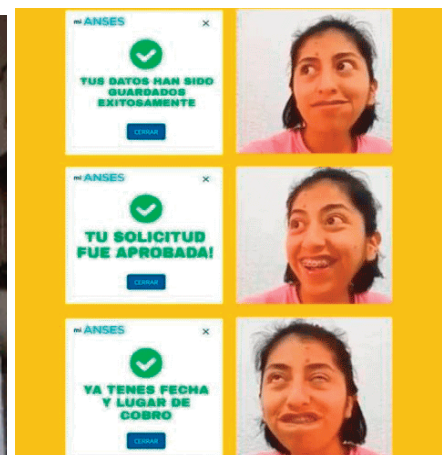 mi ANSES
×
TUS DATOS HAN SIDO
GUARDADOS
EXITOSAMENTE
CERRAR
mi ANSES
×
TU SOLICITUD
FUE APROBADA!
CERRAR
mi ANSES
×
YA TENES FECHA
Y LUGAR DE
COBRO
CERRAR